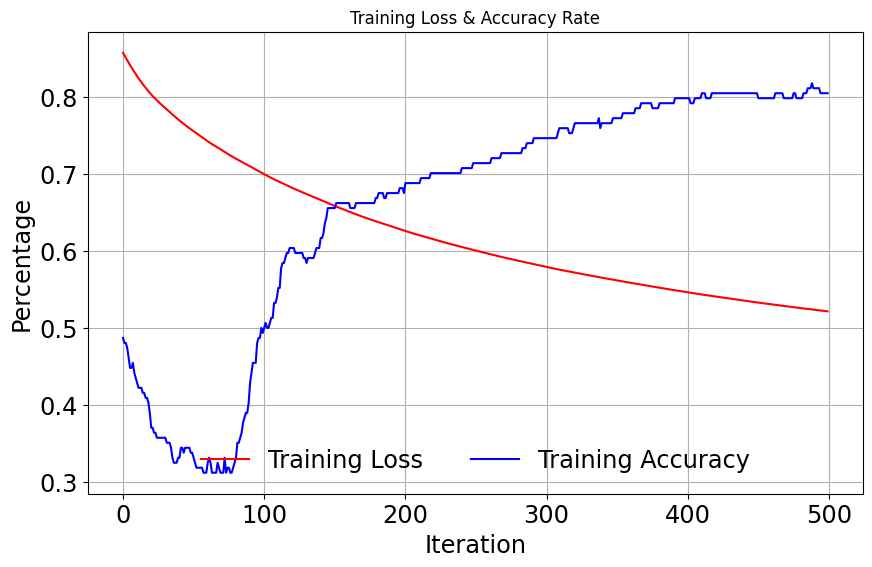 Training Loss & Accuracy Rate
Percentage
0.8
0.7
0.6
0.5
0.4
0.3
Training Loss Training Accuracy
0 100 200 300 400 500
Iteration